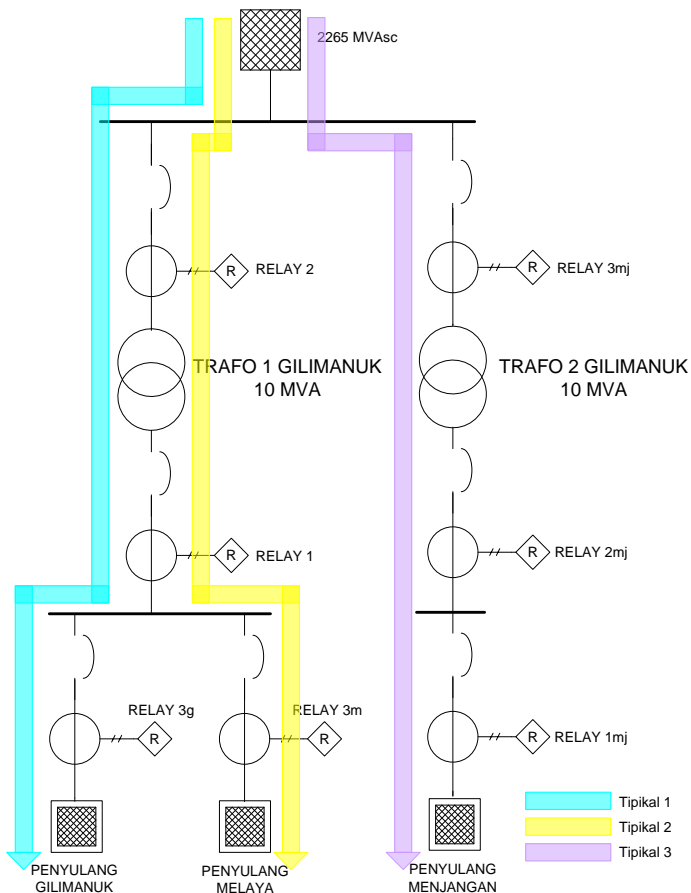 2265 MVAsc
R
RELAY 2
R
RELAY 3mj
TRAFO 1 GILIMANUK
10 MVA
TRAFO 2 GILIMANUK
10 MVA
R
RELAY 1
R
RELAY 2mj
RELAY 3g
R
RELAY 3m
R
R
RELAY 1mj
Tipikal 1
Tipikal 2
Tipikal 3
PENYULANG
GILIMANUK
PENYULANG
MELAYA
PENYULANG
MENJANGAN